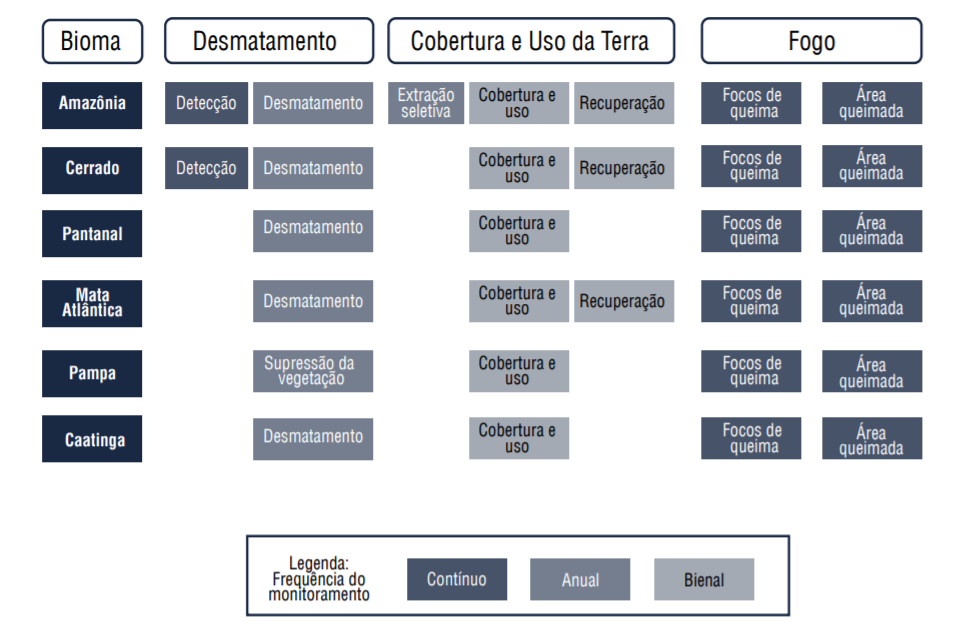 Bioma
Desmatamento
Cobertura e Uso da Terra
Fogo
Amazônia
Detecção
Desmatamento
Extração
seletiva
Cobertura e
uso
Recuperação
Focos de
queima
Área
queimada
Cerrado
Detecção
Desmatamento
Cobertura e
uso
Recuperação
Focos de
queima
Área
queimada
Pantanal
Desmatamento
Cobertura e
uso
Focos de
queima
Área
queimada
Mata
Atlântica
Desmatamento
Cobertura e
uso
Recuperação
Focos de
queima
Área
queimada
Pampa
Supressão da
vegetação
Cobertura e
uso
Focos de
queima
Área
queimada
Caatinga
Desmatamento
Cobertura e
uso
Focos de
queima
Área
queimada
Legenda:
Frequência do
monitoramento
Contínuo
Anual
Bienal